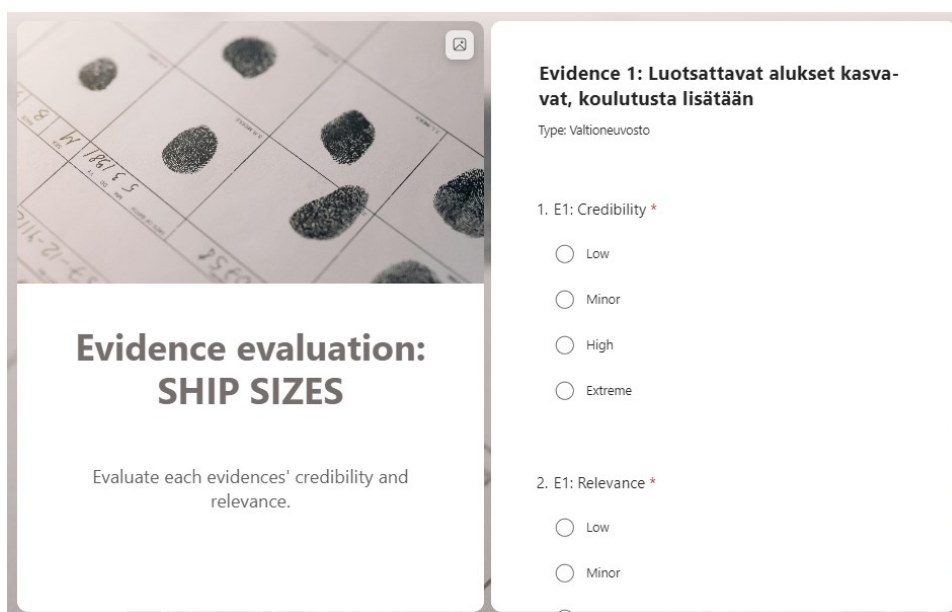 Evidence evaluation:
SHIP SIZES
Evaluate each evidences' credibility and
relevance.
Evidence 1: Luotsattavat alukset kasva-
vat, koulutusta lisätään
Type: Valtioneuvosto
1. E1: Credibility *
Low
Minor
High
Extreme
2. E1: Relevance *
Low
Minor